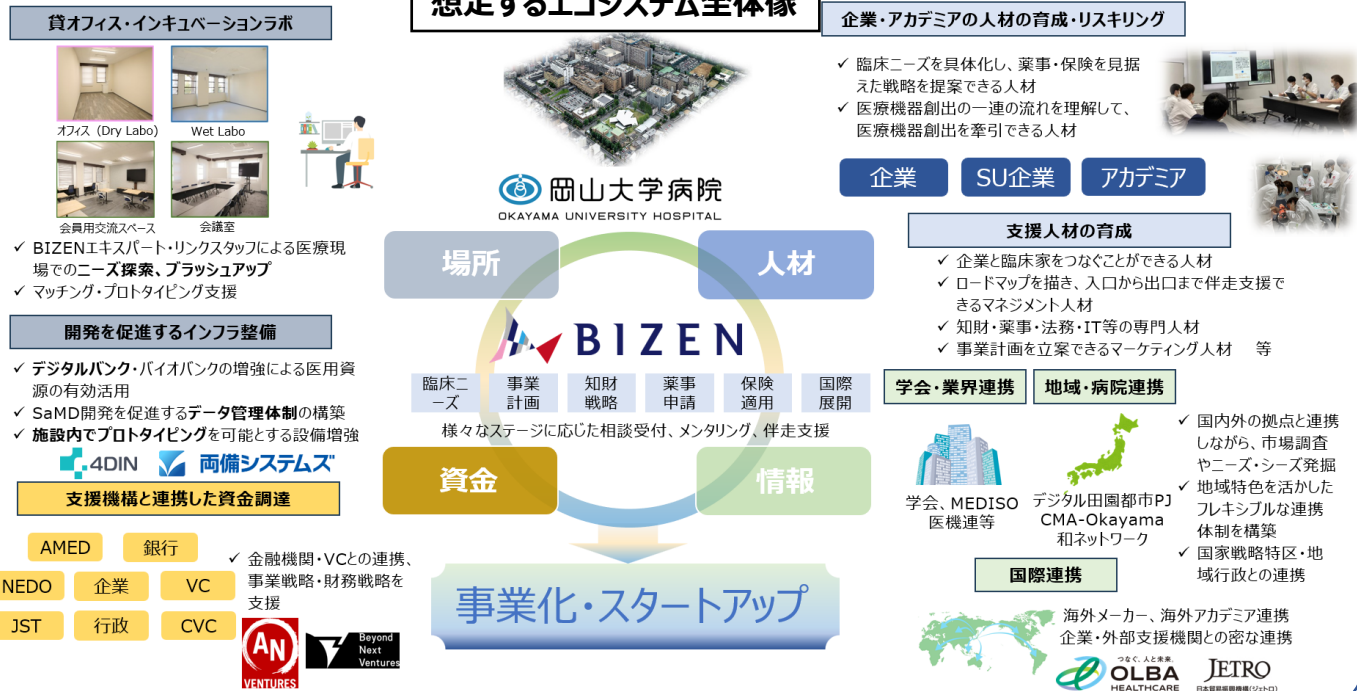 想定するエコシステム全体像
貸オフィス・インキュベーションラボ
オフィス（Dry Labo）
Wet Labo
会員用交流スペース
会議室
✓ BIZENエキスパート・リンクスタッフによる医療現
場でのニーズ探索、ブラッシュアップ
✓ マッチング・プロトタイピング支援
開発を促進するインフラ整備
✓ デジタルバンク・バイオバンクの増強による医用資
源の有効活用
✓ SaMD開発を促進するデータ管理体制の構築
✓ 施設内でプロトタイピングを可能とする設備増強
4DIN
両備システムズ
支援機構と連携した資金調達
AMED
銀行
NEDO
企業
VC
JST
行政
CVC
✓ 金融機関・VCとの連携、
事業戦略・財務戦略を
支援
AN
VENTURES
Beyond
Next
Ventures
岡山大学病院
OKAYAMA UNIVERSITY HOSPITAL
場所
人材
BIZEN
臨床ニ
ーズ
事業
計画
知財
戦略
薬事
申請
保険
適用
国際
展開
様々なステージに応じた相談受付、メンタリング、伴走支援
資金
情報
事業化・スタートアップ
企業・アカデミアの人材の育成・リスキリング
✓ 臨床ニーズを具体化し、薬事・保険を見据
えた戦略を提案できる人材
✓ 医療機器創出の一連の流れを理解して、
医療機器創出を牽引できる人材
企業
SU企業
アカデミア
支援人材の育成
✓ 企業と臨床家をつなぐことができる人材
✓ ロードマップを描き、入口から出口まで伴走支援で
きるマネジメント人材
✓ 知財・薬事・法務・IT等の専門人材
✓ 事業計画を立案できるマーケティング人材　等
学会・業界連携
地域・病院連携
学会、MEDISO
医機連等
デジタル田園都市PJ
CMA-Okayama
和ネットワーク
✓ 国内外の拠点と連携
しながら、市場調査
やニーズ・シーズ発掘
✓ 地域特色を活かした
フレキシブルな連携
体制を構築
✓ 国家戦略特区・地
域行政との連携
国際連携
海外メーカー、海外アカデミア連携
企業・外部支援機関との密な連携
つなぐ、人と未来
OLBA
HEALTHCARE
JETRO
日本貿易振興機構(ジェトロ)